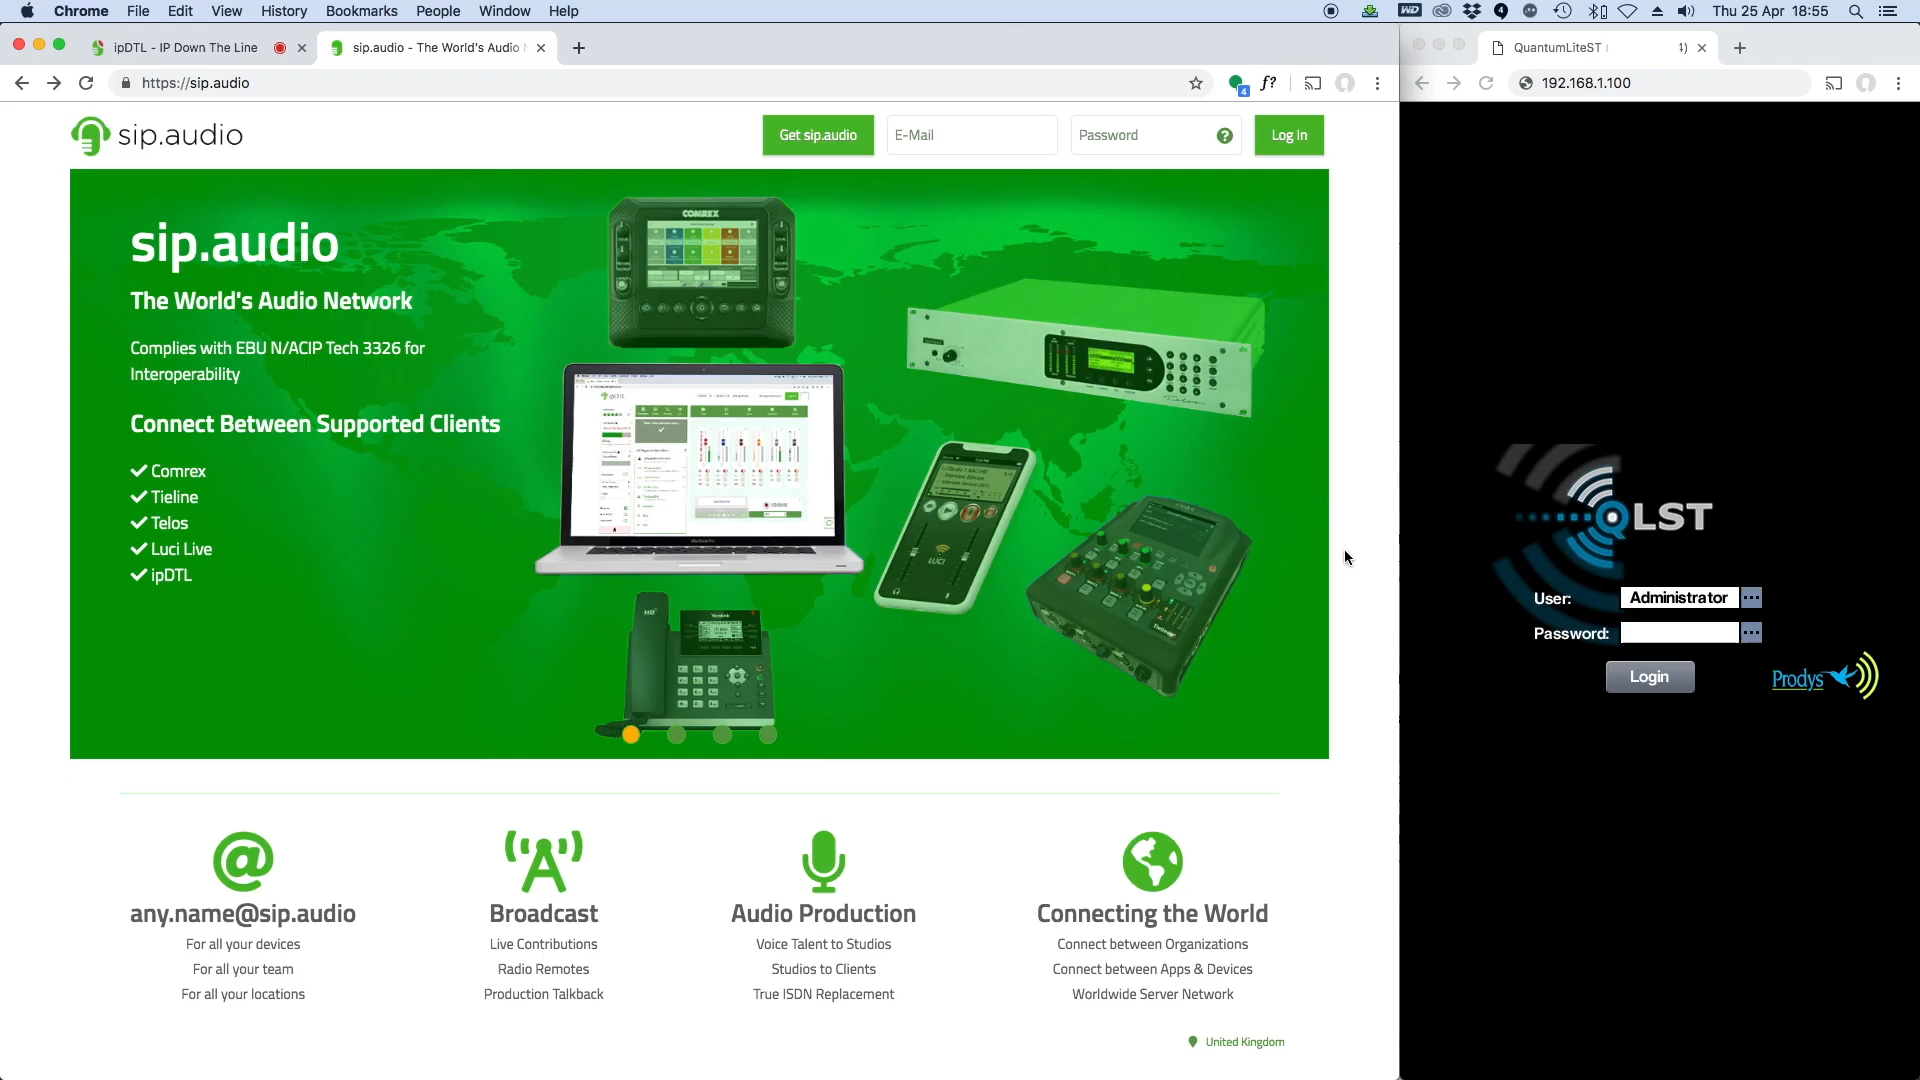 Chrome File Edit View History Bookmarks People Window Help
Thu 25 Apr 18:55
ipDTL - IP Down The Line
sip.audio - The World's Audio
https://sip.audio
4
f?
QuantumLiteST
192.168.1.100
sip.audio
Get sip.audio
E-Mail
Password
Log In
sip.audio
The World's Audio Network
Complies with EBU N/ACIP Tech 3326 for
Interoperability
Connect Between Supported Clients
Comrex
Tieline
Telos
Luci Live
ipDTL
COMREX
LUCI
HD
Yealink
Tieline
any.name@sip.audio
For all your devices
For all your team
For all your locations
Broadcast
Live Contributions
Radio Remotes
Production Talkback
Audio Production
Voice Talent to Studios
Studios to Clients
True ISDN Replacement
Connecting the World
Connect between Organizations
Connect between Apps & Devices
Worldwide Server Network
United Kingdom
QLST
User: Administrator
Password:
Login
Prodys